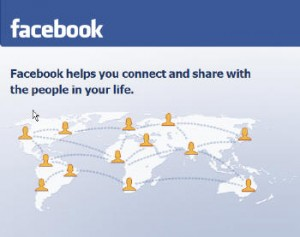 facebook
Facebook helps you connect and share with
the people in your life.